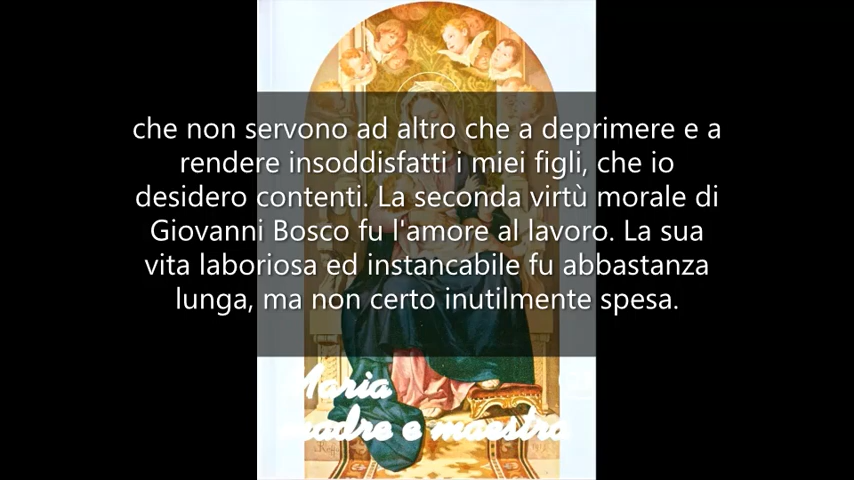 che non servono ad altro che a deprimere e a
rendere insoddisfatti i miei figli, che io
desidero contenti. La seconda virtù morale di
Giovanni Bosco fu l'amore al lavoro. La sua
vita laboriosa ed instancabile fu abbastanza
lunga, ma non certo inutilmente spesa.
Maria
madre e maestra